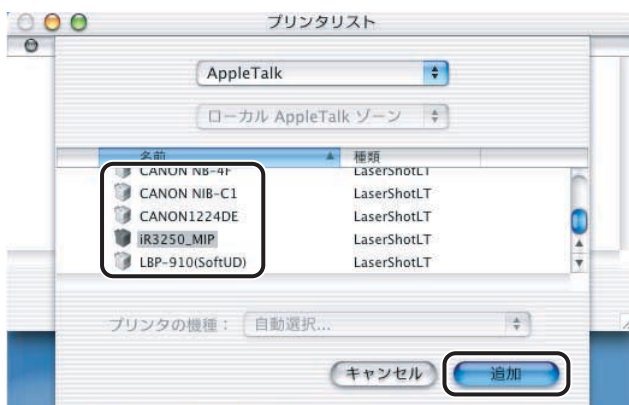 プリンタリスト
AppleTalk
ローカル AppleTalk ゾーン
名前 種類
CANON NB-4F LaserShotLT
CANON NIB-C1 LaserShotLT
CANON1224DE LaserShotLT
iR3250_MIP LaserShotLT
LBP-910(SoftUD) LaserShotLT
プリンタの機種： 自動選択...
キャンセル 追加